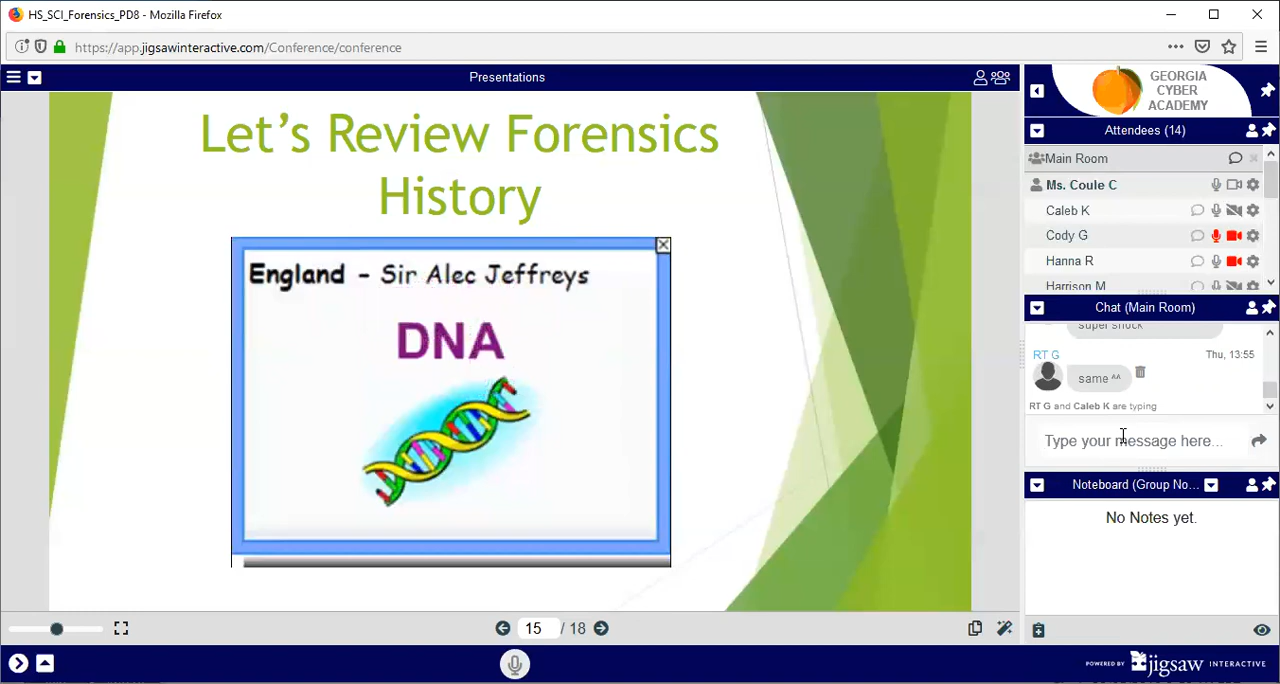 HS_SCI_Forensics_PD8 - Mozilla Firefox
https://app.jigsawinteractive.com/Conference/conference
Presentations
Let's Review Forensics
History
England - Sir Alec Jeffreys
DNA
15 / 18
GEORGIA
CYBER
ACADEMY
Attendees (14)
Main Room
Ms. Coule C
Caleb K
Cody G
Hanna R
Harrison M
Chat (Main Room)
super shock
RT G
Thu, 13:55
same ^^
RT G and Caleb K are typing
Type your message here...
Noteboard (Group No...
No Notes yet.
POWERED BY jigsaw INTERACTIVE